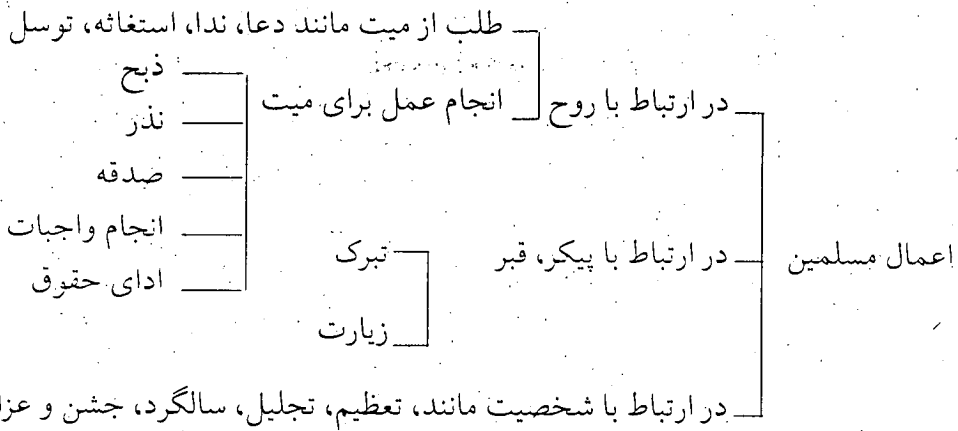 طلب از میت مانند دعا، ندا، استغاثه، توسل
در ارتباط با روح
انجام عمل برای میت
ذبح
نذر
صدقه
انجام واجبات
ادای حقوق
اعمال مسلمین
در ارتباط با پیکر، قبر
تبرک
زیارت
در ارتباط با شخصیت مانند، تعظیم، تجلیل، سالگرد، جشن و عزا